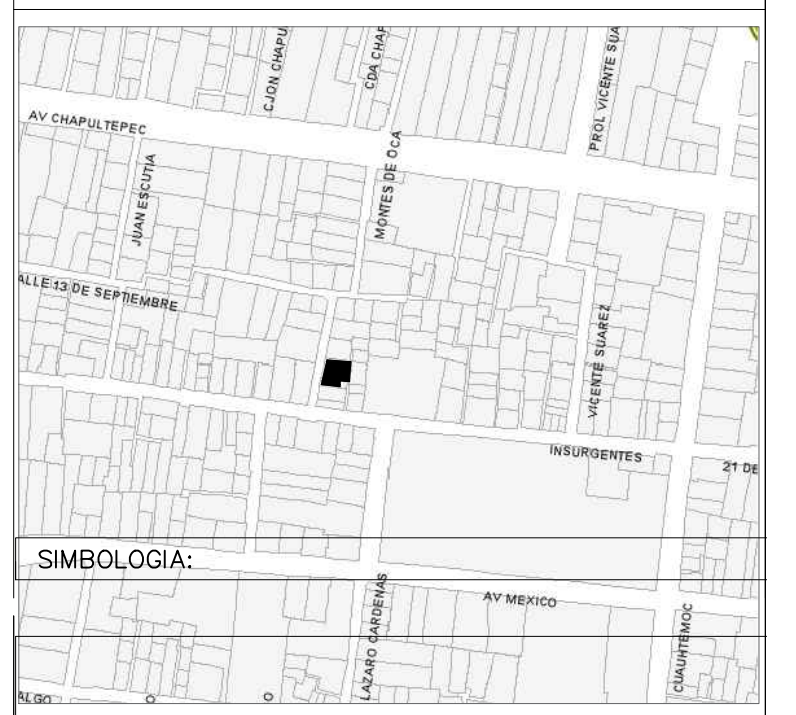 CJON CHAPU
CDA CHAP
PROL VICENTE SUA
AV CHAPULTEPEC
JUAN ESCUTIA
MONTES DE OCA
ALLE 13 DE SEPTIEMBRE
VICENTE SUAREZ
INSURGENTES
21 DE
SIMBOLOGIA:
AV MEXICO
LAZARO CARDENAS
CUAUHTEMOC
ALGO
O
O